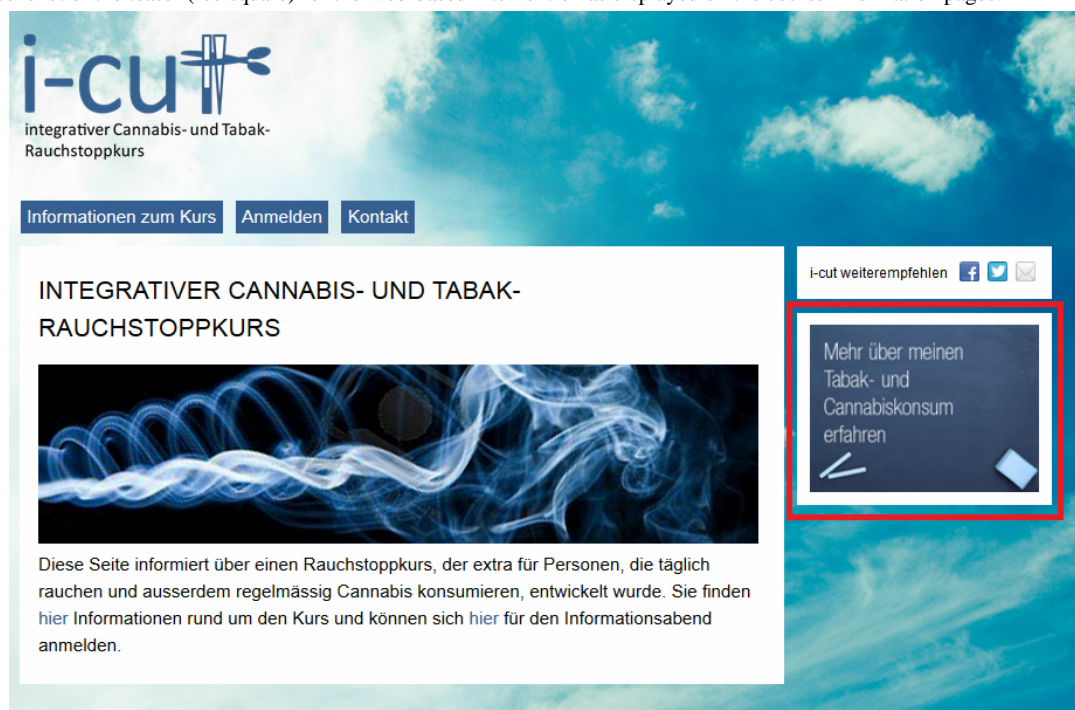 i-cut
integrativer Cannabis- und Tabak-
Rauchstoppkurs
Informationen zum Kurs Anmelden Kontakt
i-cut weiterempfehlen
INTEGRATIVER CANNABIS- UND TABAK-
RAUCHSTOPPKURS
Mehr über meinen
Tabak- und
Cannabiskonsum
erfahren
Diese Seite informiert über einen Rauchstoppkurs, der extra für Personen, die täglich
rauchen und ausserdem regelmässig Cannabis konsumieren, entwickelt wurde. Sie finden
hier Informationen rund um den Kurs und können sich hier für den Informationsabend
anmelden.